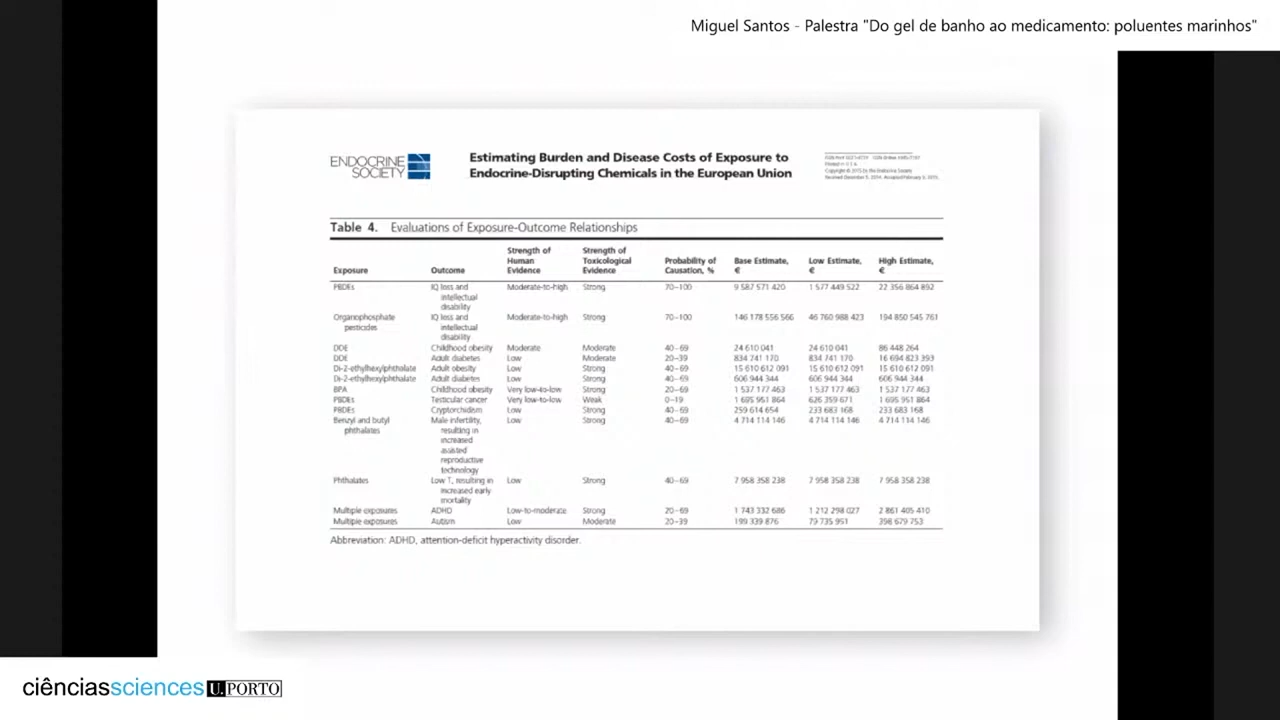 Miguel Santos - Palestra "Do gel de banho ao medicamento: poluentes marinhos"
ENDOCRINE
SOCIETY
Estimating Burden and Disease Costs of Exposure to
Endocrine-Disrupting Chemicals in the European Union
Copyright © 2015 by the Endocrine Society
Received December 5, 2014. Accepted February 5, 2015.
Table 4. Evaluations of Exposure-Outcome Relationships
Exposure Outcome Strength of Human Evidence Strength of Toxicological Evidence Probability of Causation, % Base Estimate, € Low Estimate, € High Estimate, €
PBDEs IQ loss and intellectual disability Moderate-to-high Strong 70–100 9 587 571 420 1 577 449 522 22 356 864 892
Organophosphate pesticides IQ loss and intellectual disability Moderate-to-high Strong 70–100 146 178 556 566 46 760 988 423 194 850 545 761
DDE Childhood obesity Moderate Moderate 40–69 24 610 041 24 610 041 86 448 264
DDE Adult diabetes Low Moderate 20–39 834 741 170 834 741 170 16 694 823 393
Di-2-ethylhexylphthalate Adult obesity Low Strong 40–69 15 610 612 091 15 610 612 091 15 610 612 091
Di-2-ethylhexylphthalate Adult diabetes Low Strong 40–69 606 944 344 606 944 344 606 944 344
BPA Childhood obesity Very low-to-low Strong 20–69 1 537 177 463 1 537 177 463 1 537 177 463
PBDEs Testicular cancer Very low-to-low Weak 0–19 1 695 951 864 626 359 671 1 695 951 864
PBDEs Cryptorchidism Low Strong 40–69 259 614 654 233 683 168 233 683 168
Benzyl and butyl phthalates Male infertility, resulting in increased assisted reproductive technology Low Strong 40–69 4 714 114 146 4 714 114 146 4 714 114 146
Phthalates Low T, resulting in increased early mortality Low Strong 40–69 7 958 358 238 7 958 358 238 7 958 358 238
Multiple exposures ADHD Low-to-moderate Strong 20–69 1 743 332 686 1 212 298 027 2 861 405 410
Multiple exposures Autism Low Moderate 20–39 199 339 876 79 735 951 398 679 753
Abbreviation: ADHD, attention-deficit hyperactivity disorder.
ciênciassciences U.PORTO